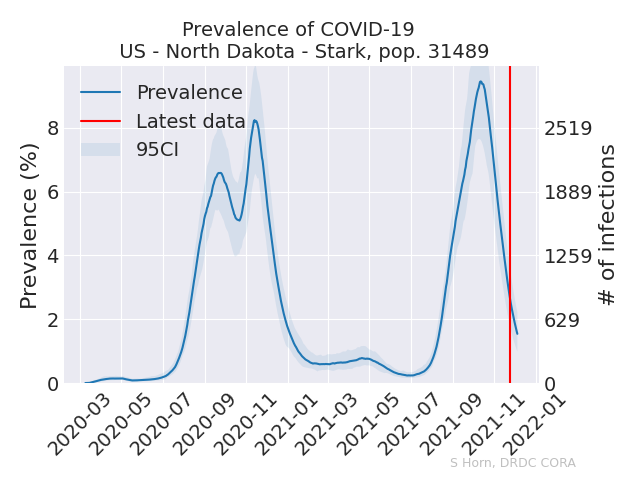 Prevalence of COVID-19
US - North Dakota - Stark, pop. 31489
Prevalence
Latest data
95CI
Prevalence (%)
8
6
4
2
0
2519
1889
1259
629
0
# of infections
2020-03
2020-05
2020-07
2020-09
2020-11
2021-01
2021-03
2021-05
2021-07
2021-09
2021-11
2022-01
S Horn, DRDC CORA